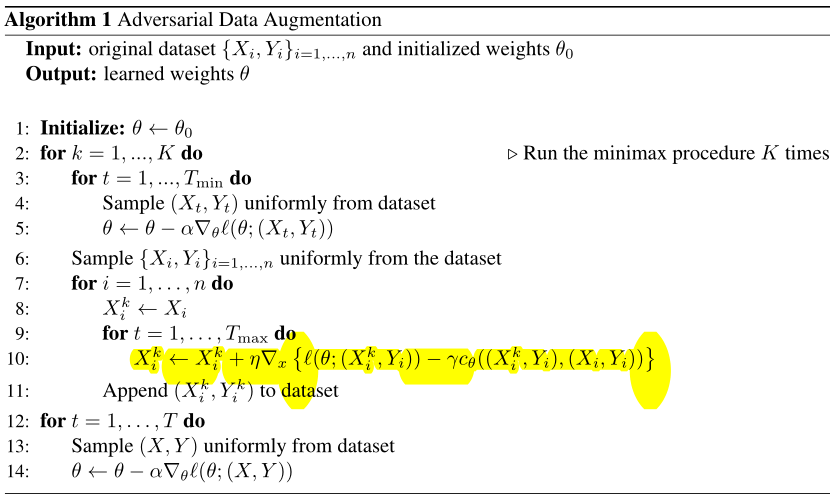 Algorithm 1 Adversarial Data Augmentation
Input: original dataset {X_i, Y_i}_{i=1,...,n} and initialized weights θ_0
Output: learned weights θ
1: Initialize: θ ← θ_0
2: for k = 1, ..., K do ▷ Run the minimax procedure K times
3: for t = 1, ..., T_min do
4: Sample (X_t, Y_t) uniformly from dataset
5: θ ← θ − α∇_θ ℓ(θ; (X_t, Y_t))
6: Sample {X_i, Y_i}_{i=1,...,n} uniformly from the dataset
7: for i = 1, . . . , n do
8: X_i^k ← X_i
9: for t = 1, . . . , T_max do
10: X_i^k ← X_i^k + η∇_x {ℓ(θ; (X_i^k, Y_i)) − γc_θ((X_i^k, Y_i), (X_i, Y_i))}
11: Append (X_i^k, Y_i^k) to dataset
12: for t = 1, . . . , T do
13: Sample (X, Y) uniformly from dataset
14: θ ← θ − α∇_θ ℓ(θ; (X, Y))